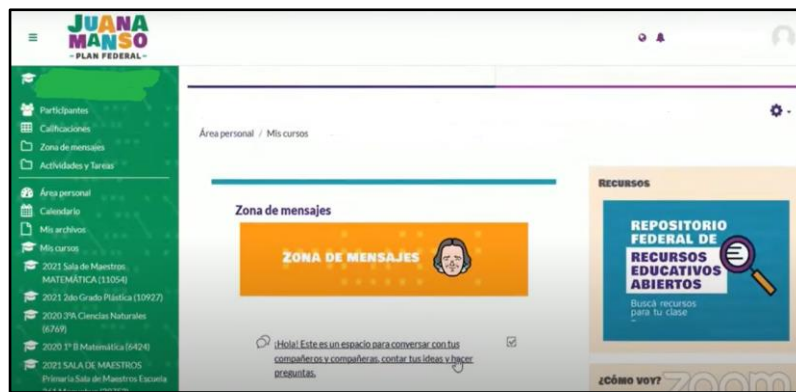 JUANA
MANSO
- PLAN FEDERAL -
Participantes
Calificaciones
Zona de mensajes
Actividades y Tareas
Área personal
Calendario
Mis archivos
Mis cursos
2021 Sala de Maestros
MATEMÁTICA (11054)
2021 2do Grado Plástica (10927)
2020 3ºA Ciencias Naturales
(6769)
2020 1º B Matemática (6424)
2021 SALA DE MAESTROS
Primaria Sala de Maestros Escuela
Área personal / Mis cursos
Zona de mensajes
ZONA DE MENSAJES
¡Hola! Este es un espacio para conversar con tus
compañeros y compañeras, contar tus ideas y hacer
preguntas.
RECURSOS
REPOSITORIO
FEDERAL DE
RECURSOS
EDUCATIVOS
ABIERTOS
Buscá recursos
para tu clase
¿CÓMO VOY?
zoom